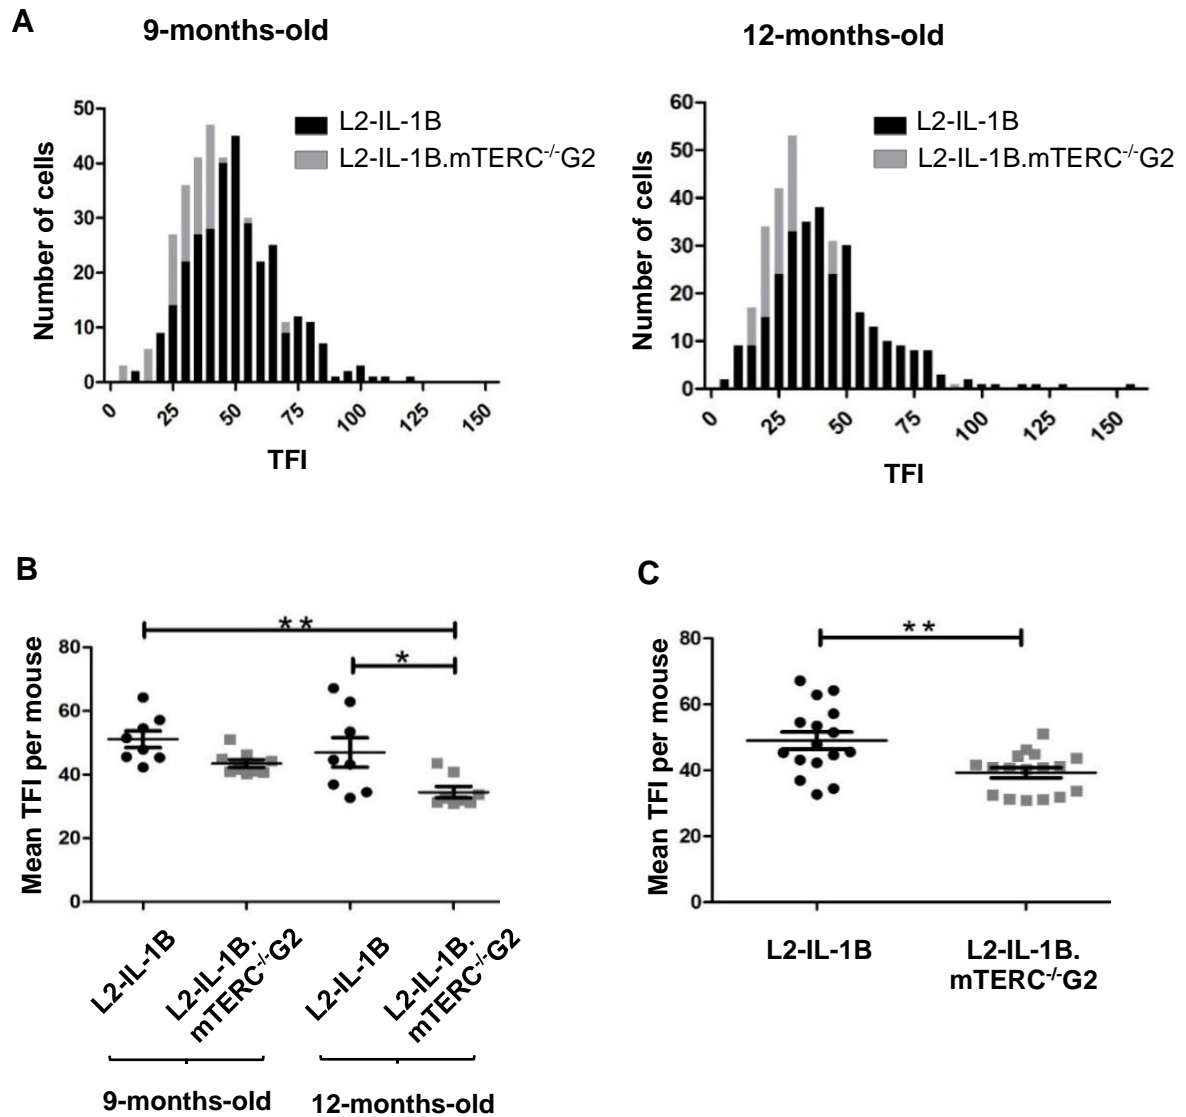 A
9-months-old
12-months-old
50
40
30
20
10
0
Number of cells
L2-IL-1B
L2-IL-1B.mTERC-/-G2
0
25
50
75
100
125
150
TFI
60
50
40
30
20
10
0
Number of cells
L2-IL-1B
L2-IL-1B.mTERC-/-G2
0
25
50
75
100
125
150
TFI
B
80
60
40
20
0
Mean TFI per mouse
**
*
L2-IL-1B
L2-IL-1B.
mTERC-/-G2
L2-IL-1B
L2-IL-1B.
mTERC-/-G2
9-months-old
12-months-old
C
80
60
40
20
0
Mean TFI per mouse
**
L2-IL-1B
L2-IL-1B.
mTERC-/-G2